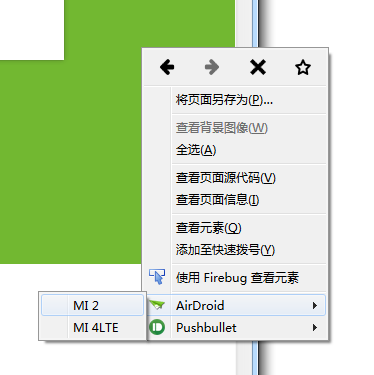 将页面另存为(P)...
查看背景图像(W)
全选(A)
查看页面源代码(V)
查看页面信息(I)
查看元素(Q)
添加至快速拨号(Y)
使用 Firebug 查看元素
AirDroid
Pushbullet
MI 2
MI 4LTE